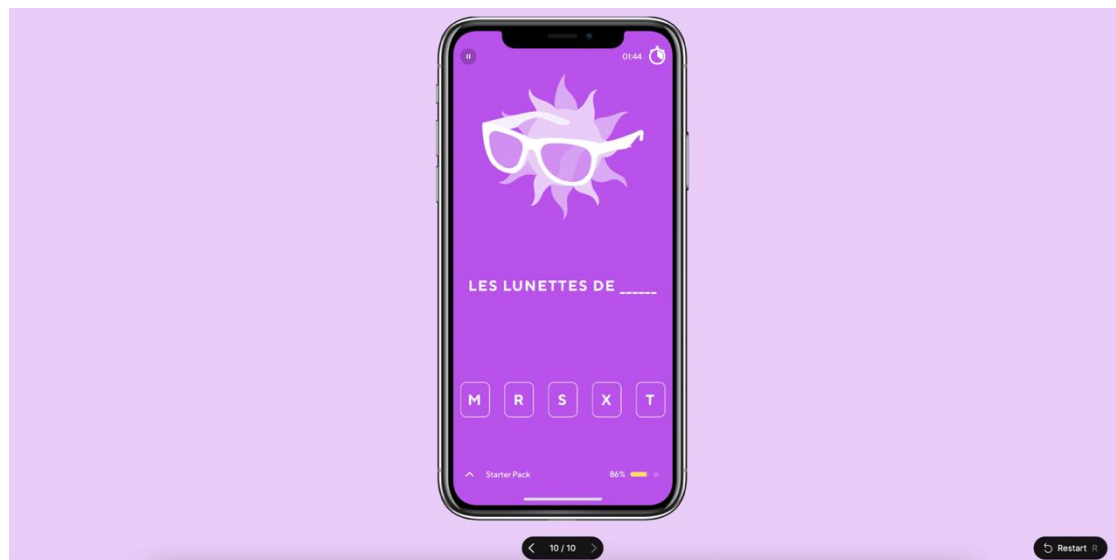 01:44
LES LUNETTES DE ______
M R S X T
Starter Pack 86%
10 / 10
Restart R